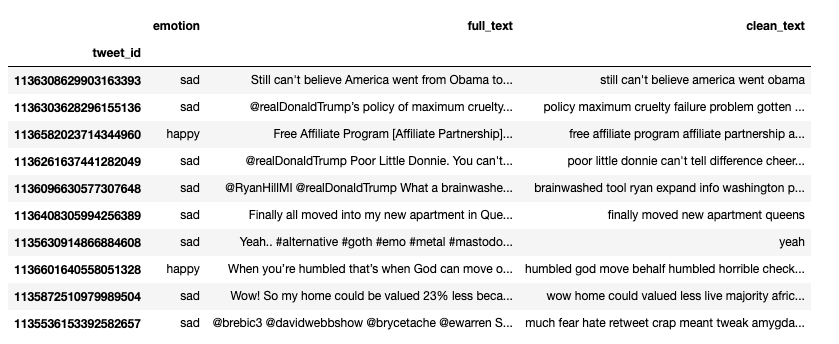 emotion full_text clean_text
tweet_id
1136308629903163393 sad Still can't believe America went from Obama to... still can't believe america went obama
1136303628296155136 sad @realDonaldTrump's policy of maximum cruelty... policy maximum cruelty failure problem gotten ...
1136582023714344960 happy Free Affiliate Program [Affiliate Partnership]... free affiliate program affiliate partnership a...
1136261637441282049 sad @realDonaldTrump Poor Little Donnie. You can't... poor little donnie can't tell difference cheer...
1136096630577307648 sad @RyanHillMI @realDonaldTrump What a brainwashe... brainwashed tool ryan expand info washington p...
1136408305994256389 sad Finally all moved into my new apartment in Que... finally moved new apartment queens
1135630914866884608 sad Yeah.. #alternative #goth #emo #metal #mastodo... yeah
1136601640558051328 happy When you're humbled that's when God can move o... humbled god move behalf humbled horrible check...
1135872510979989504 sad Wow! So my home could be valued 23% less beca... wow home could valued less live majority afric...
1135536153392582657 sad @brebic3 @davidwebbshow @brycetache @ewarren S... much fear hate retweet crap meant tweak amygda...